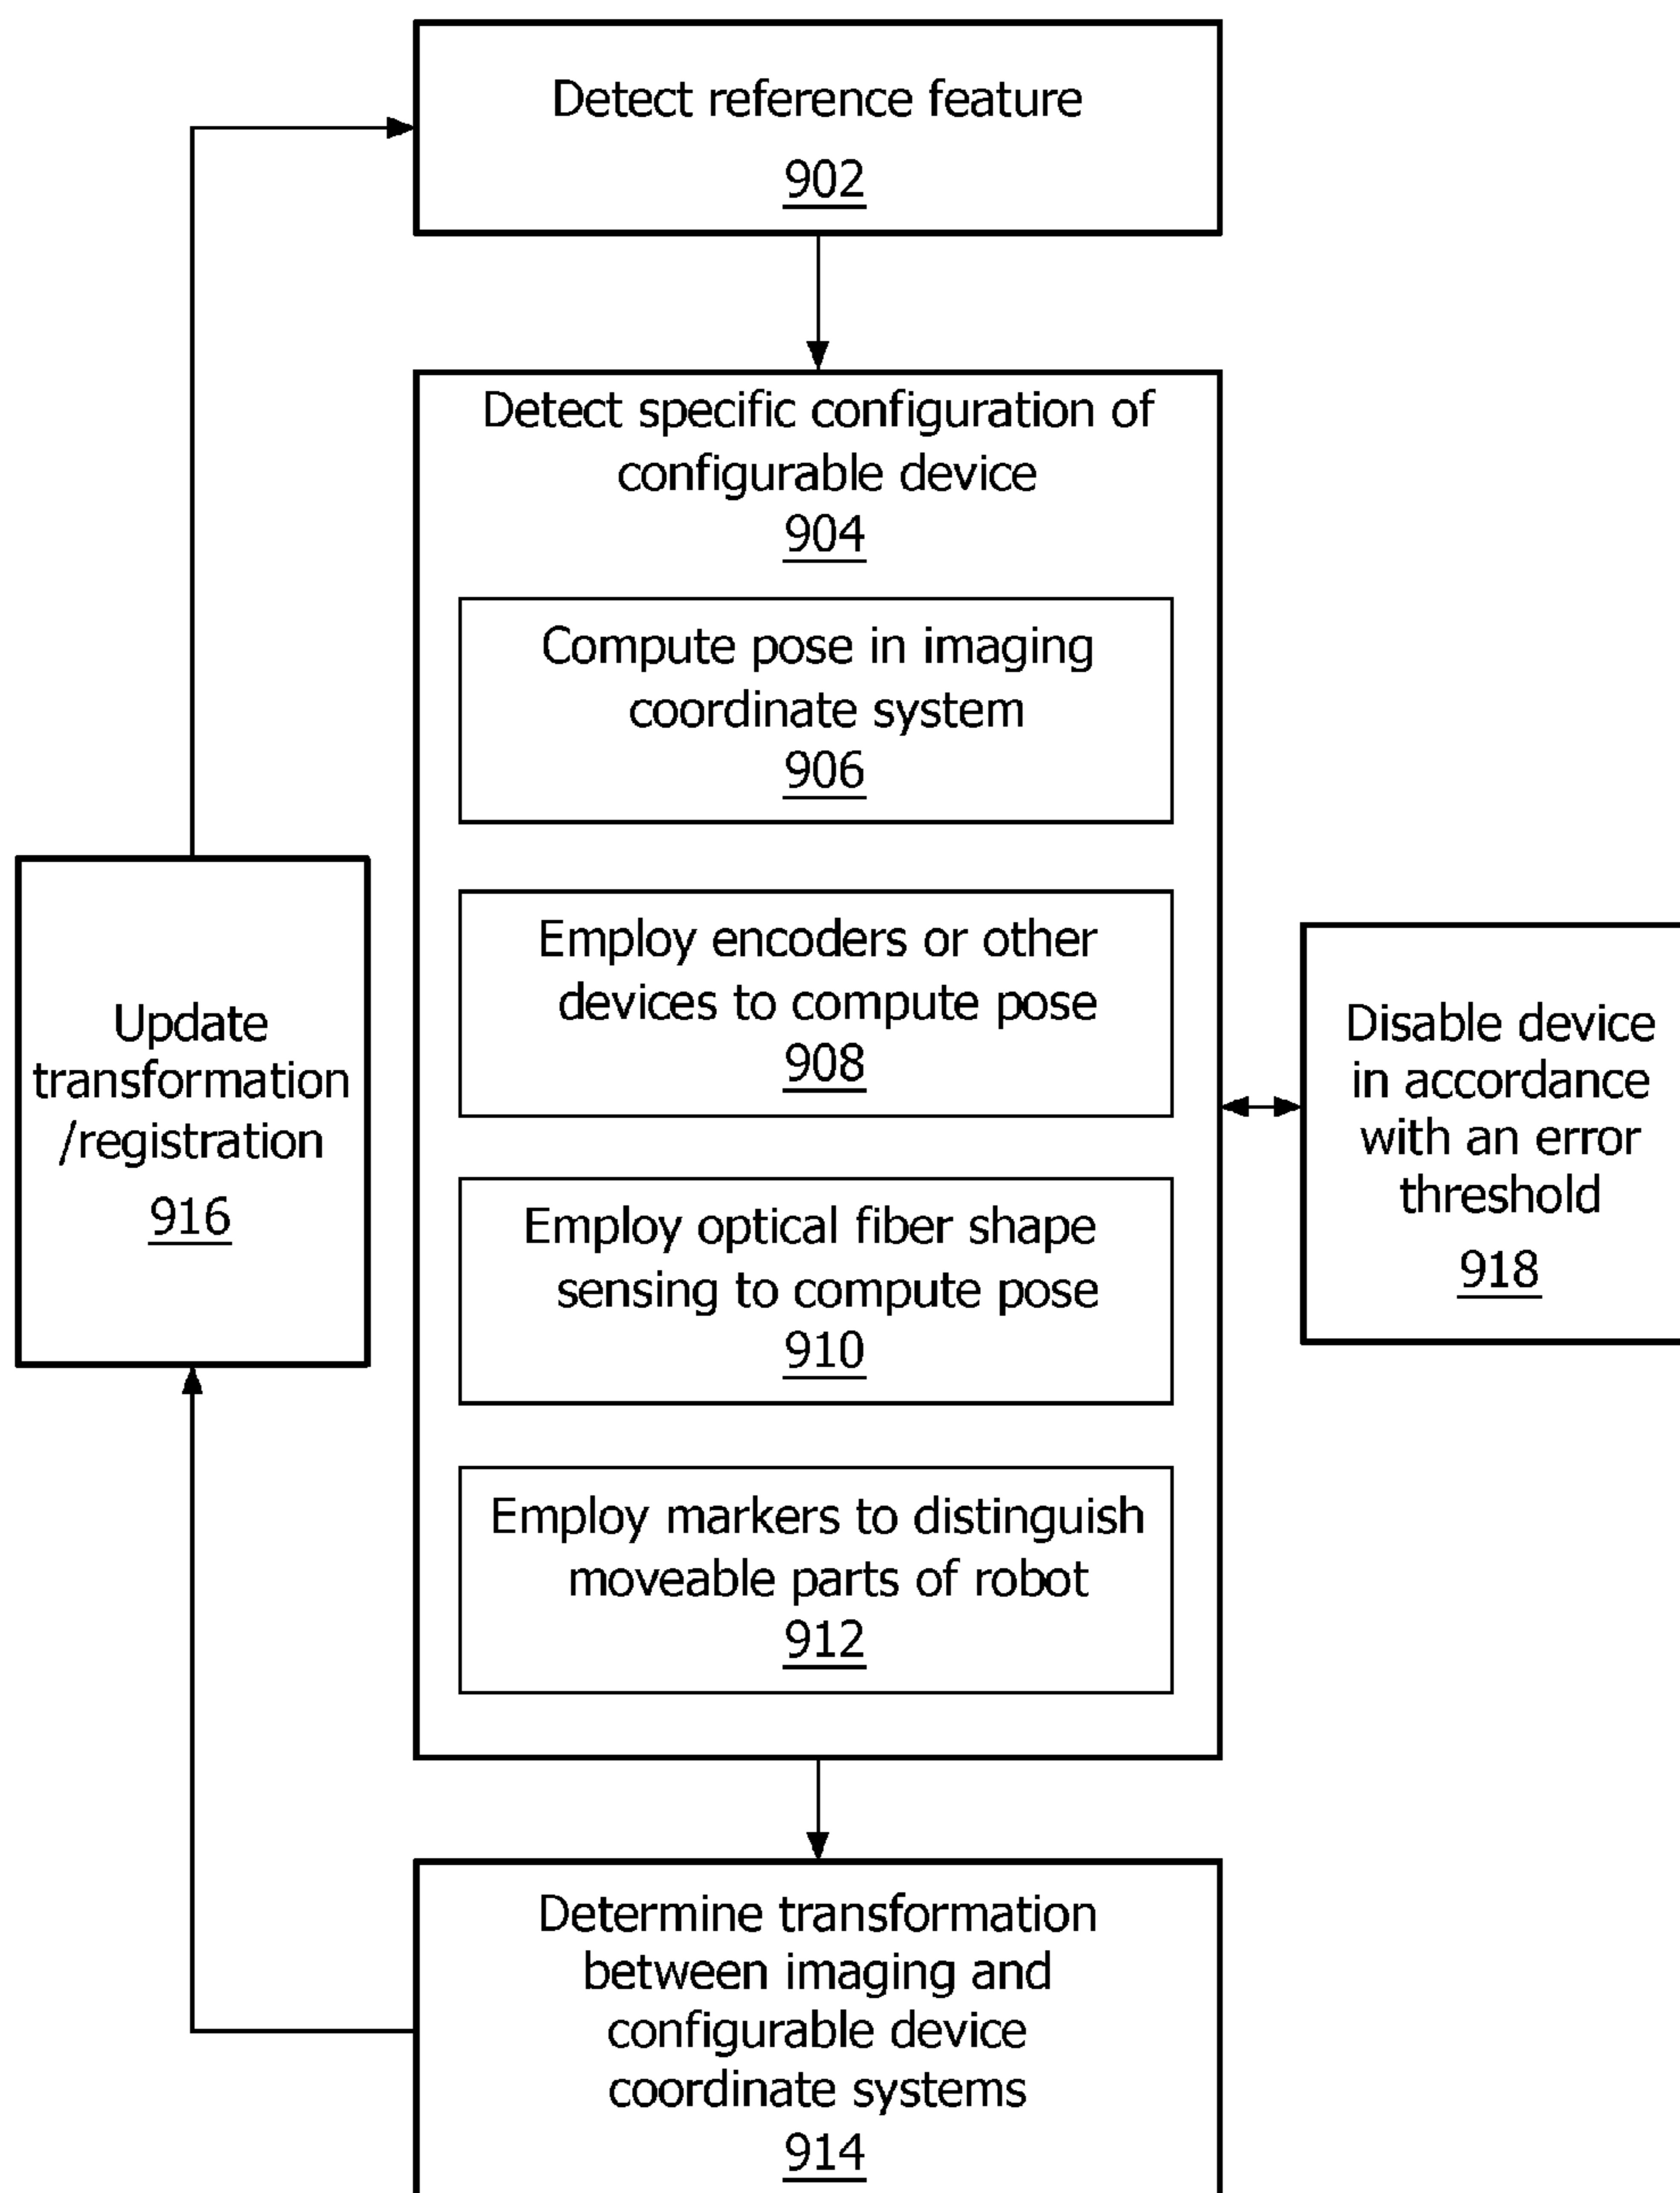 Detect reference feature
902
Detect specific configuration of
configurable device
904
Compute pose in imaging
coordinate system
906
Employ encoders or other
devices to compute pose
908
Employ optical fiber shape
sensing to compute pose
910
Employ markers to distinguish
moveable parts of robot
912
Determine transformation
between imaging and
configurable device
coordinate systems
914
Update
transformation
/registration
916
Disable device
in accordance
with an error
threshold
918